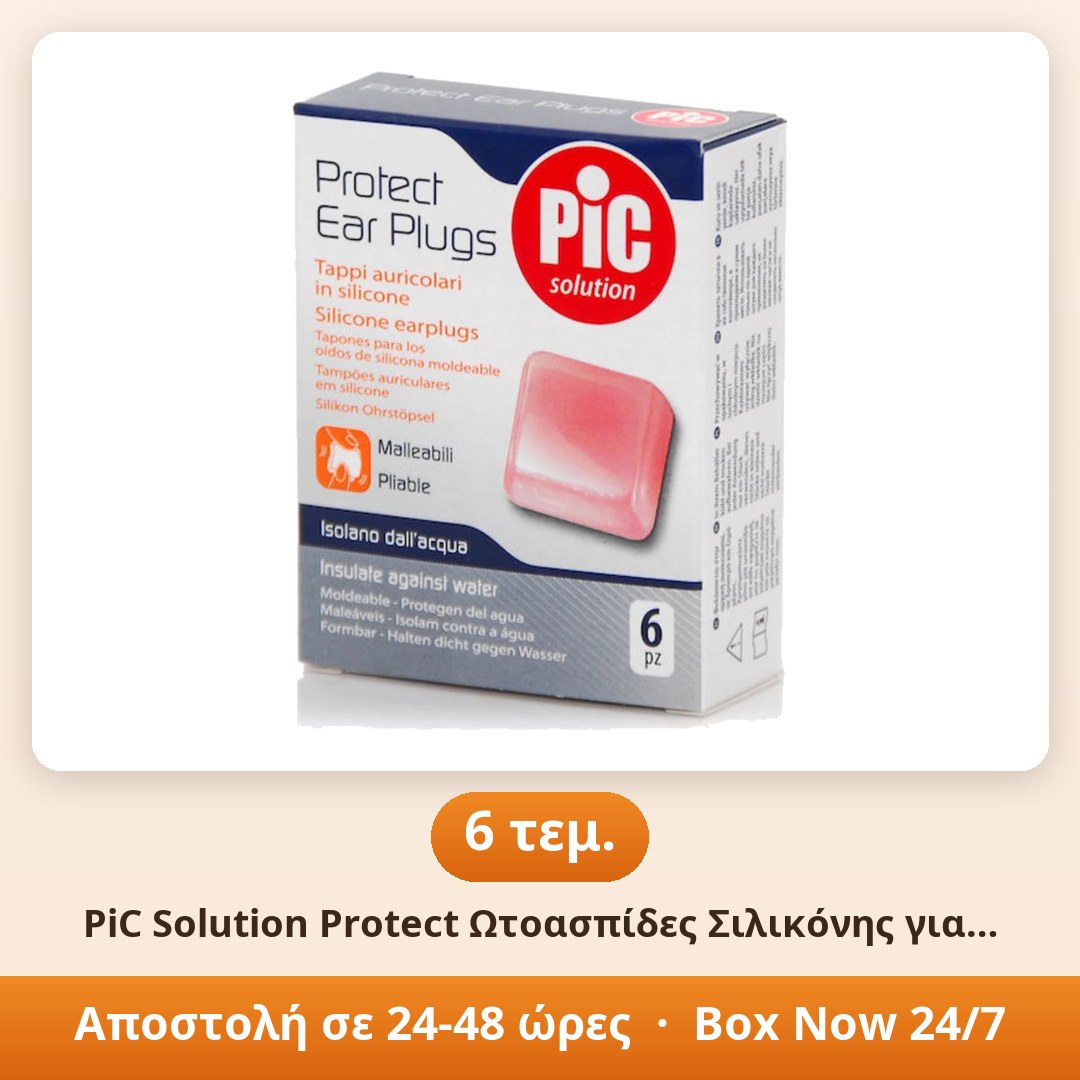 Protect Ear Plugs
PiC
Protect
Ear Plugs
PiC
solution
Tappi auricolari
in silicone
Silicone earplugs
Tapones para los
oidos de silicona moldeable
Tampões auriculares
em silicone
Silikon Ohrstöpsel
Malleabili
Pliable
Isolano dall'acqua
Insulate against water
Moldeable - Protegen del agua
Maleáveis - Isolam contra a água
Formbar - Halten dicht gegen Wasser
6
pz
6 τεμ.
PiC Solution Protect Ωτοασπίδες Σιλικόνης για...
Αποστολή σε 24-48 ώρες · Box Now 24/7